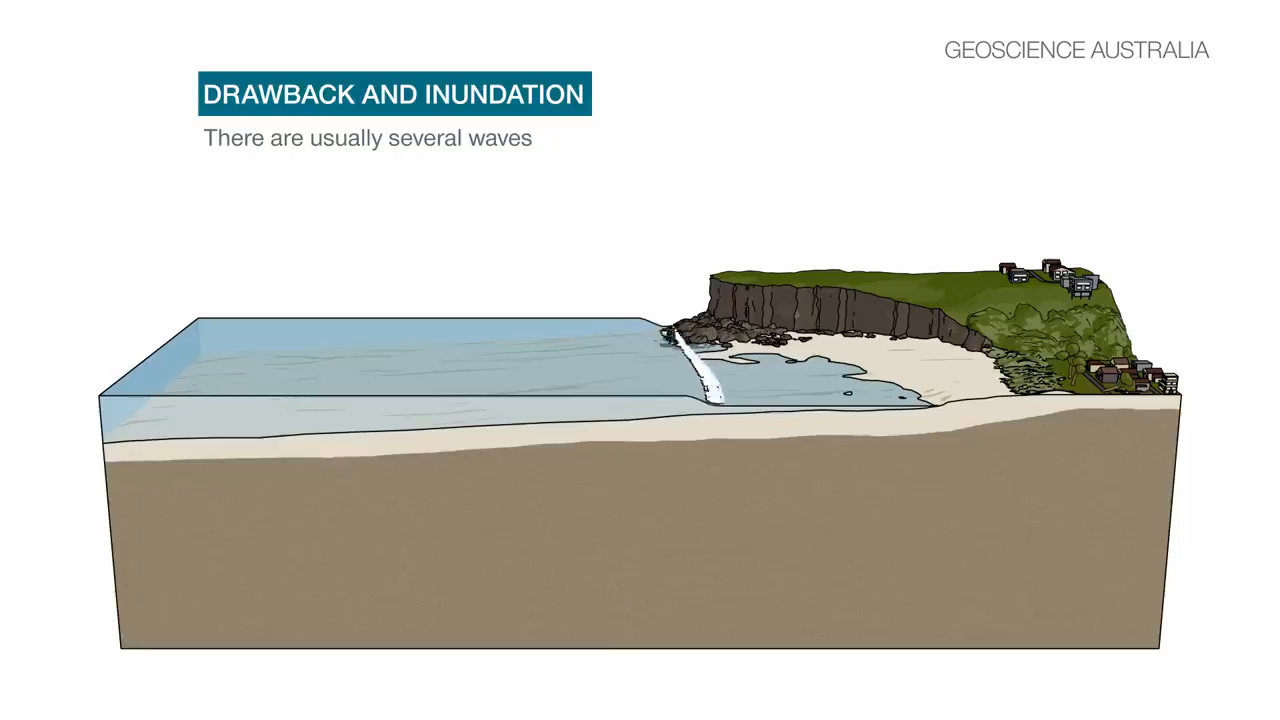 GEOSCIENCE AUSTRALIA
DRAWBACK AND INUNDATION
There are usually several waves